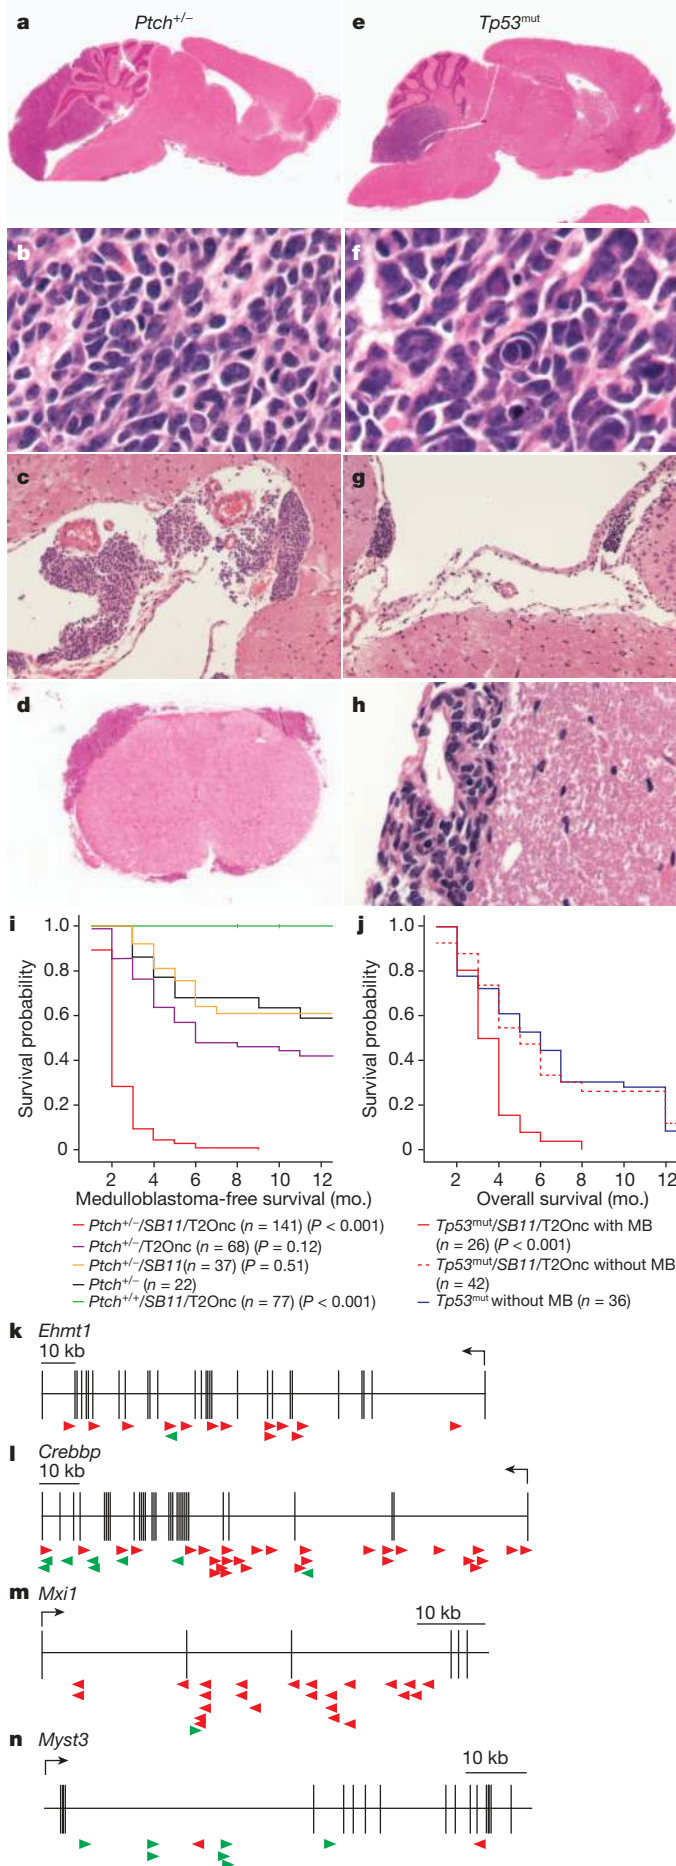 a Ptch+/–
e Tp53mut
b
f
c
g
d
h
i
1.0
0.8
0.6
0.4
0.2
0
Survival probability
2 4 6 8 10 12
Medulloblastoma-free survival (mo.)
Ptch+/–/SB11/T2Onc (n = 141) (P < 0.001)
Ptch+/–/T2Onc (n = 68) (P = 0.12)
Ptch+/–/SB11(n = 37) (P = 0.51)
Ptch+/– (n = 22)
Ptch+/+/SB11/T2Onc (n = 77) (P < 0.001)
j
1.0
0.8
0.6
0.4
0.2
0
Survival probability
2 4 6 8 10 12
Overall survival (mo.)
Tp53mut/SB11/T2Onc with MB
(n = 26) (P < 0.001)
Tp53mut/SB11/T2Onc without MB
(n = 42)
Tp53mut without MB (n = 36)
k Ehmt1
10 kb
l Crebbp
10 kb
m Mxi1
10 kb
n Myst3
10 kb